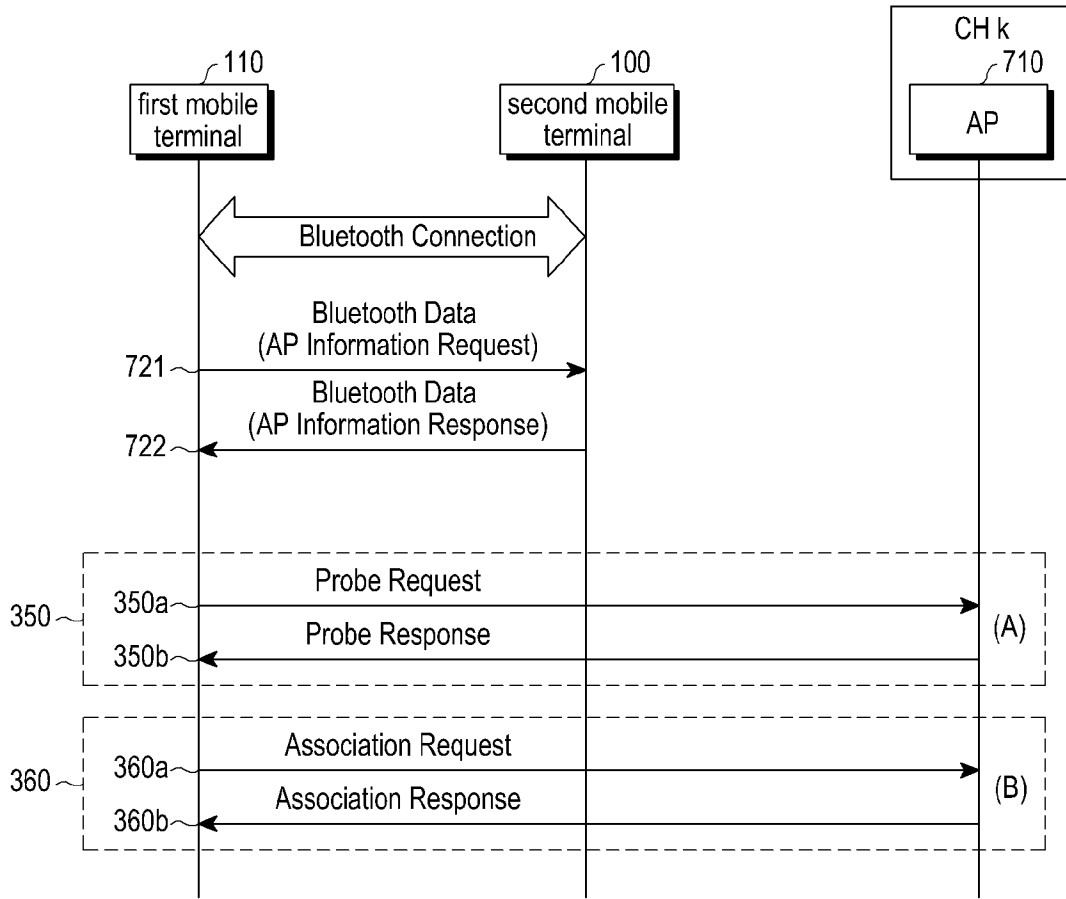 CH k
110
100
710
first mobile
terminal
second mobile
terminal
AP
Bluetooth Connection
Bluetooth Data
(AP Information Request)
721
Bluetooth Data
(AP Information Response)
722
Probe Request
350a
350
Probe Response
(A)
350b
Association Request
360a
360
Association Response
(B)
360b